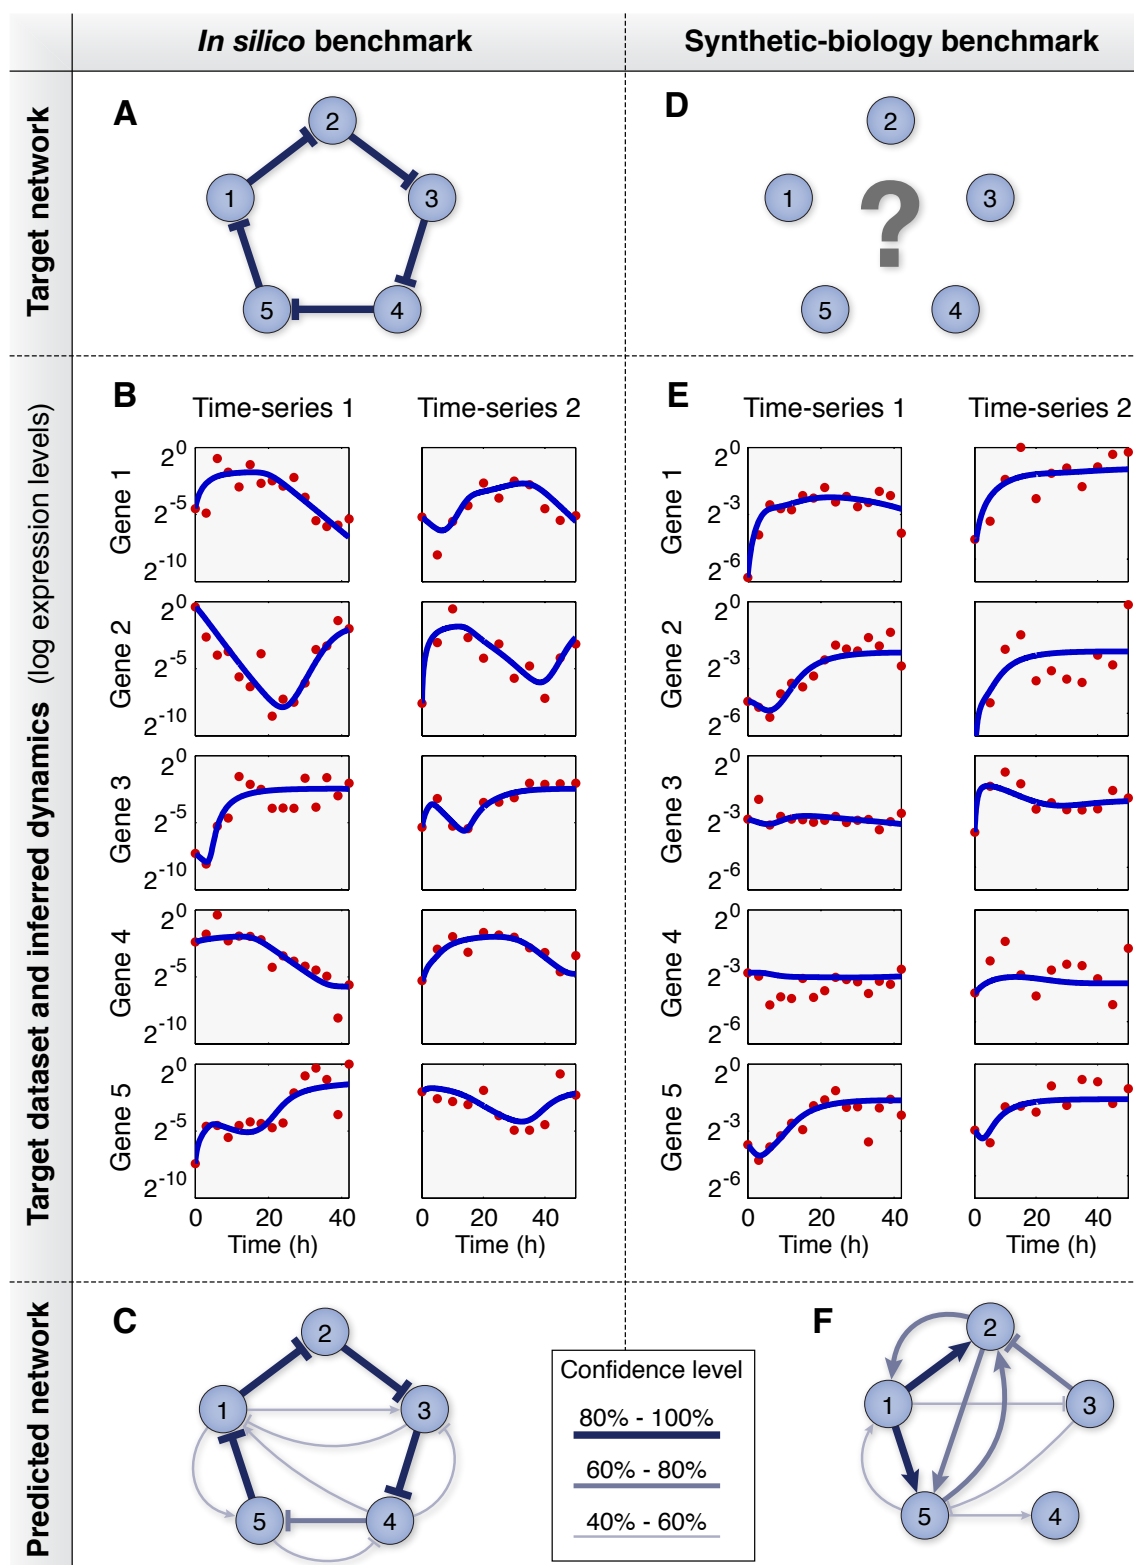 In silico benchmark
Synthetic-biology benchmark
Target network
A
2
1
3
5
4
D
2
1
3
?
5
4
Target dataset and inferred dynamics (log expression levels)
B
Time-series 1
Time-series 2
E
Time-series 1
Time-series 2
Gene 1
2^0
2^-5
2^-10
Gene 1
2^0
2^-3
2^-6
Gene 2
2^0
2^-5
2^-10
Gene 2
2^0
2^-3
2^-6
Gene 3
2^0
2^-5
2^-10
Gene 3
2^0
2^-3
2^-6
Gene 4
2^0
2^-5
2^-10
Gene 4
2^0
2^-3
2^-6
Gene 5
2^0
2^-5
2^-10
Gene 5
2^0
2^-3
2^-6
0 20 40
0 20 40
0 20 40
0 20 40
Time (h)
Time (h)
Time (h)
Time (h)
Predicted network
C
2
1
3
5
4
Confidence level
80% - 100%
60% - 80%
40% - 60%
F
2
1
3
5
4